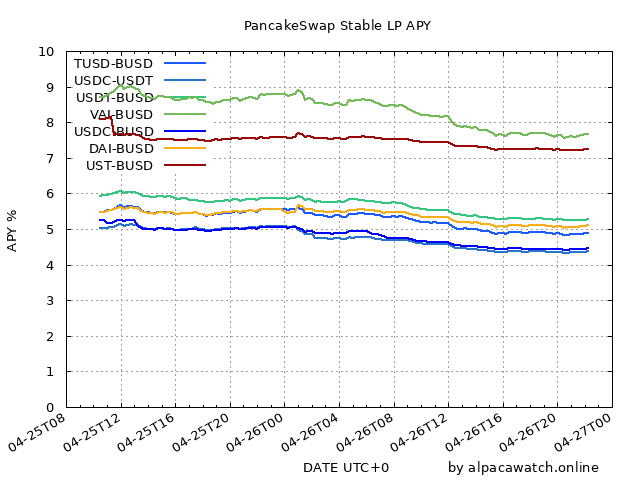 PancakeSwap Stable LP APY
10
9
8
7
6
5
4
3
2
1
0
APY %
TUSD-BUSD
USDC-USDT
USDT-BUSD
VAI-BUSD
USDC-BUSD
DAI-BUSD
UST-BUSD
04-25T08
04-25T12
04-25T16
04-25T20
04-26T00
04-26T04
04-26T08
04-26T12
04-26T16
04-26T20
04-27T00
DATE UTC+0
by alpacawatch.online